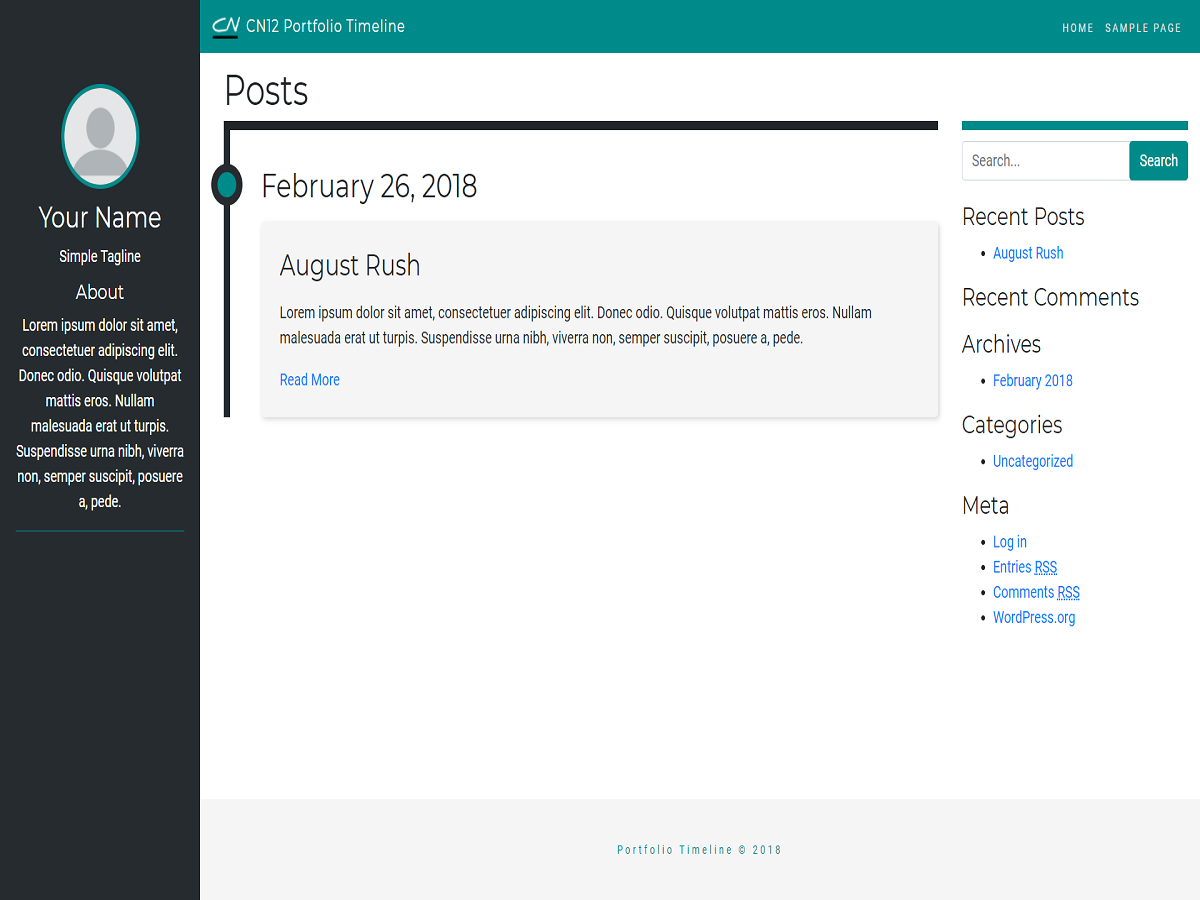 CN CN12 Portfolio Timeline
HOME SAMPLE PAGE
Your Name
Simple Tagline
About
Lorem ipsum dolor sit amet,
consectetuer adipiscing elit.
Donec odio. Quisque volutpat
mattis eros. Nullam
malesuada erat ut turpis.
Suspendisse urna nibh, viverra
non, semper suscipit, posuere
a, pede.
Posts
February 26, 2018
August Rush
Lorem ipsum dolor sit amet, consectetuer adipiscing elit. Donec odio. Quisque volutpat mattis eros. Nullam
malesuada erat ut turpis. Suspendisse urna nibh, viverra non, semper suscipit, posuere a, pede.
Read More
Search... Search
Recent Posts
August Rush
Recent Comments
Archives
February 2018
Categories
Uncategorized
Meta
Log in
Entries RSS
Comments RSS
WordPress.org
Portfolio Timeline © 2018